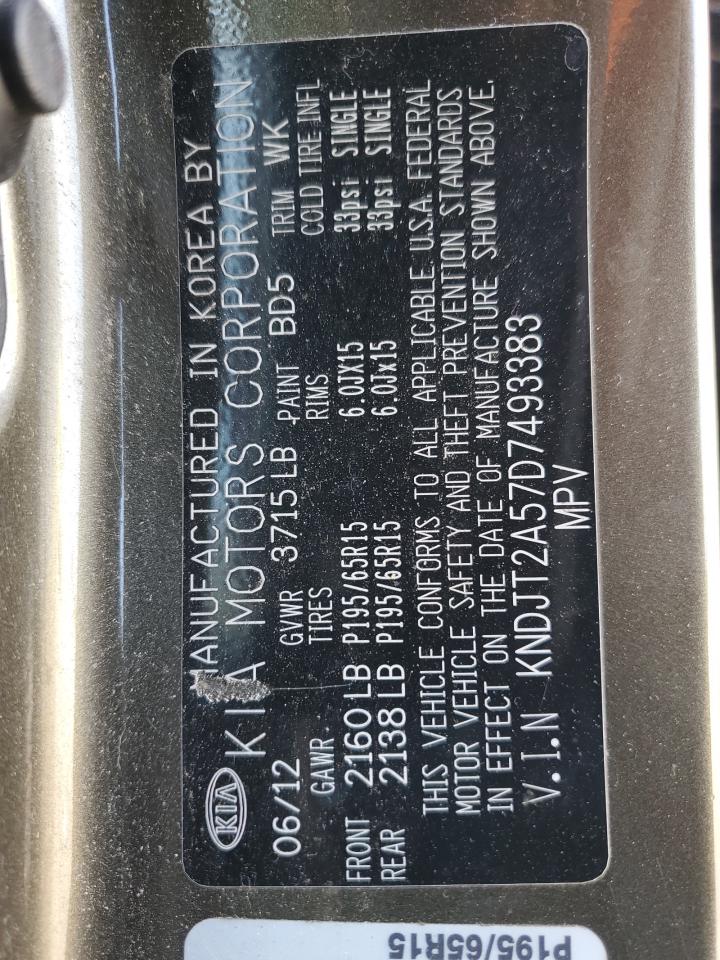 MANUFACTURED IN KOREA BY
KIA KIA MOTORS CORPORATION
06/12 GVWR 3715 LB PAINT BD5 TRIM WK
GAWR TIRES RIMS COLD TIRE INFL
FRONT 2160 LB P195/65R15 6.0JX15 33psi SINGLE
REAR 2138 LB P195/65R15 6.0Jx15 33psi SINGLE
THIS VEHICLE CONFORMS TO ALL APPLICABLE U.S.A. FEDERAL
MOTOR VEHICLE SAFETY AND THEFT PREVENTION STANDARDS
IN EFFECT ON THE DATE OF MANUFACTURE SHOWN ABOVE.
V.I.N KNDJT2A57D7493383
MPV
P195/65R15